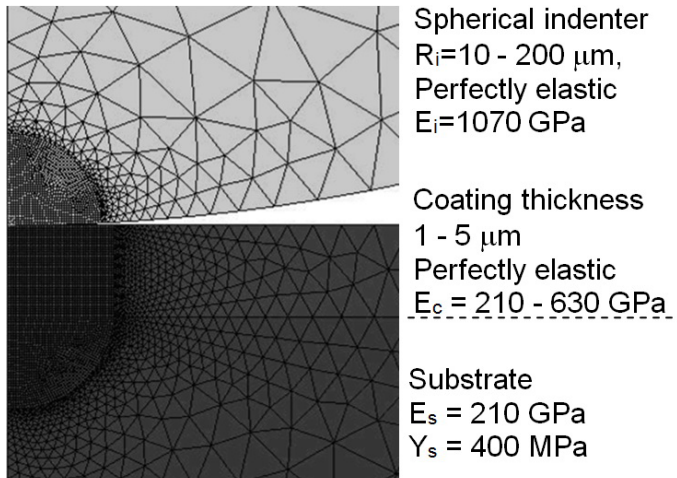 Spherical indenter
Ri=10 - 200 μm,
Perfectly elastic
Ei=1070 GPa
Coating thickness
1 - 5 μm
Perfectly elastic
Ec = 210 - 630 GPa
Substrate
Es = 210 GPa
Ys = 400 MPa